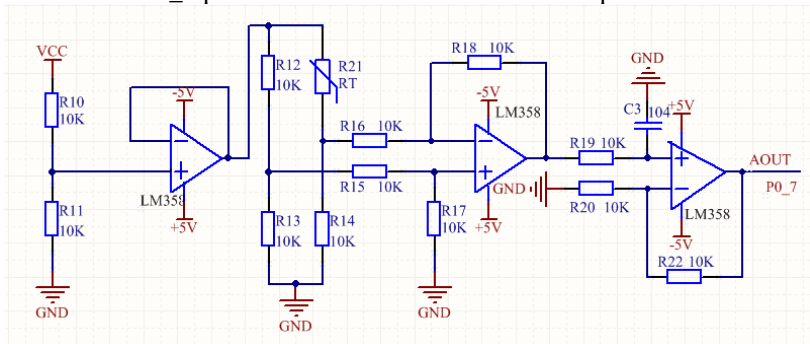 VCC
R10
10K
R11
10K
GND
-5V
LM358
+5V
R12
10K
R21
RT
R13
10K
R14
10K
GND
R16 10K
R15 10K
R18 10K
-5V
LM358
+5V
R17
10K
GND
GND
C3 104
+5V
R19 10K
GND
R20 10K
LM358
-5V
R22 10K
AOUT
P0_7